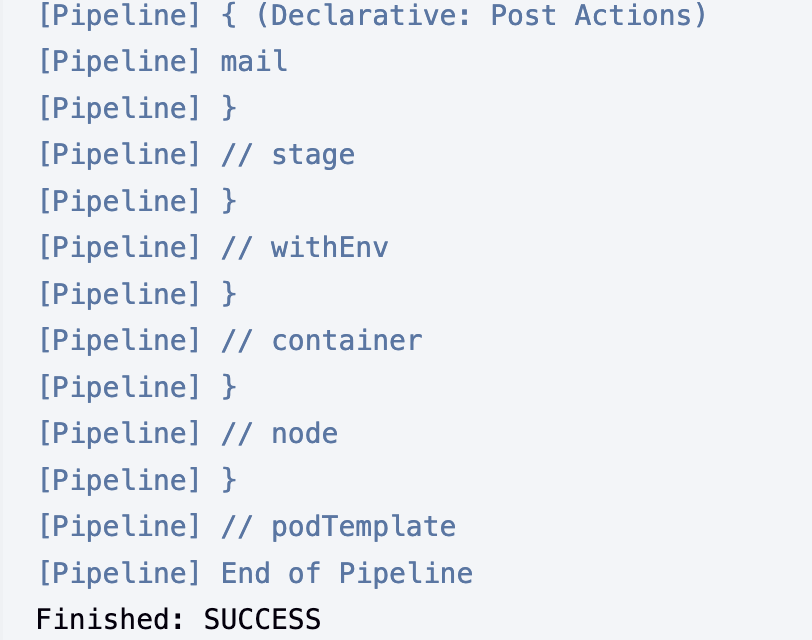 [Pipeline] { (Declarative: Post Actions)
[Pipeline] mail
[Pipeline] }
[Pipeline] // stage
[Pipeline] }
[Pipeline] // withEnv
[Pipeline] }
[Pipeline] // container
[Pipeline] }
[Pipeline] // node
[Pipeline] }
[Pipeline] // podTemplate
[Pipeline] End of Pipeline
Finished: SUCCESS